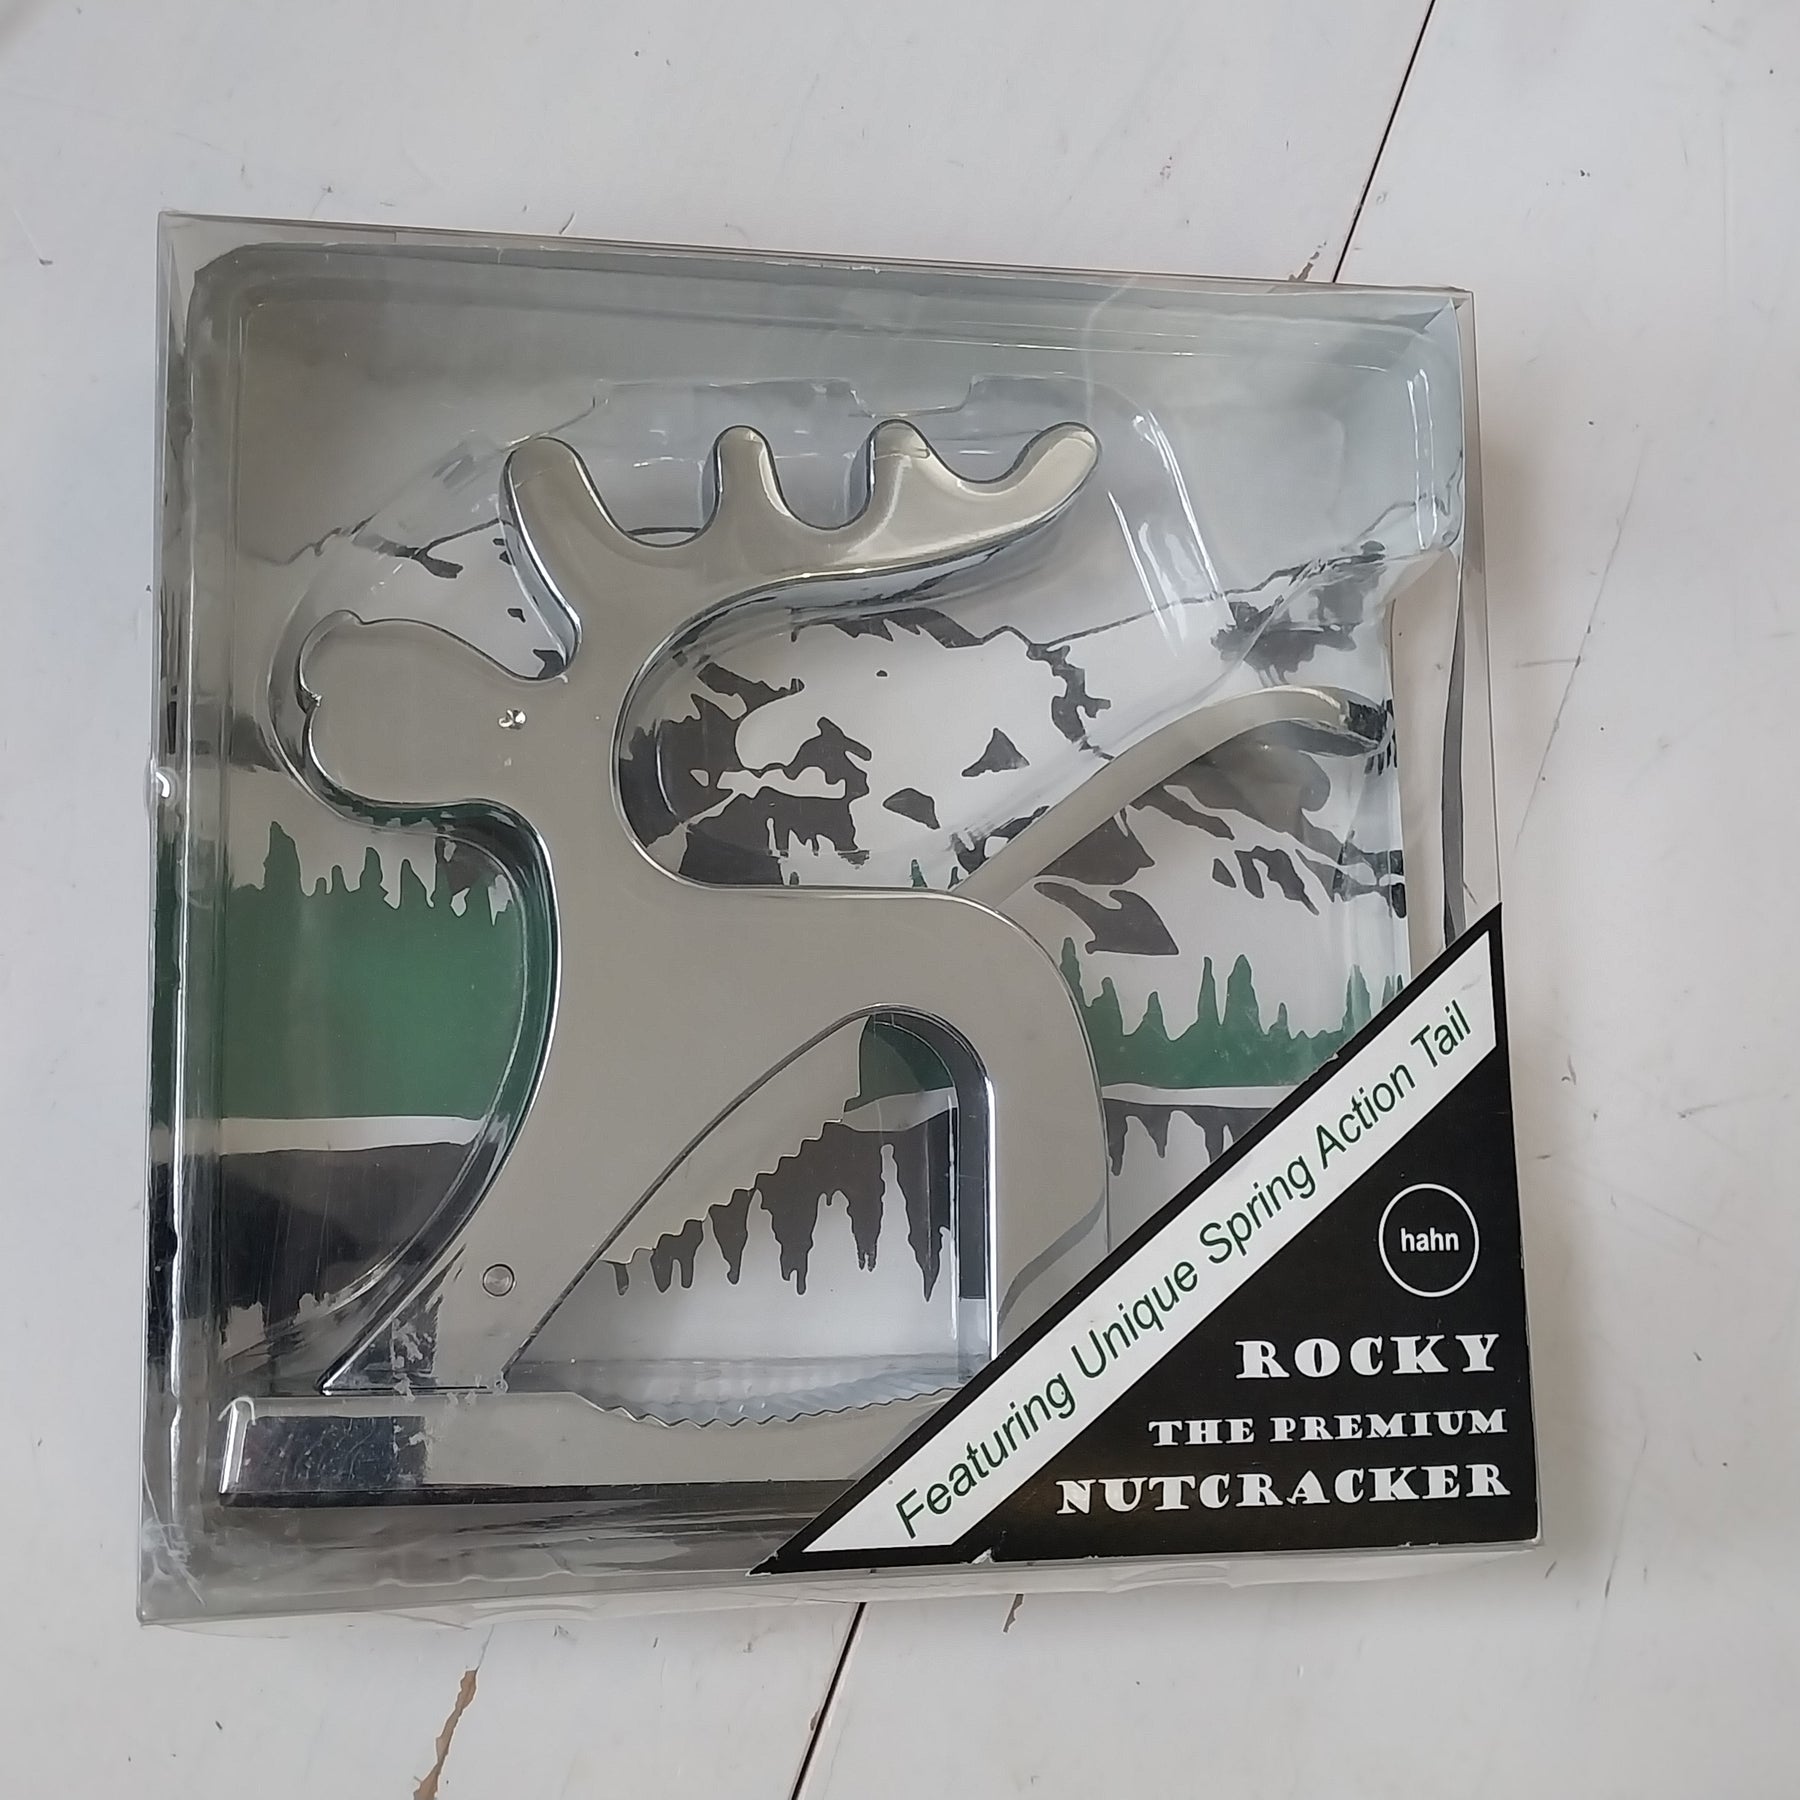 Featuring Unique Spring Action Tail
hahn
ROCKY
THE PREMIUM
NUTCRACKER